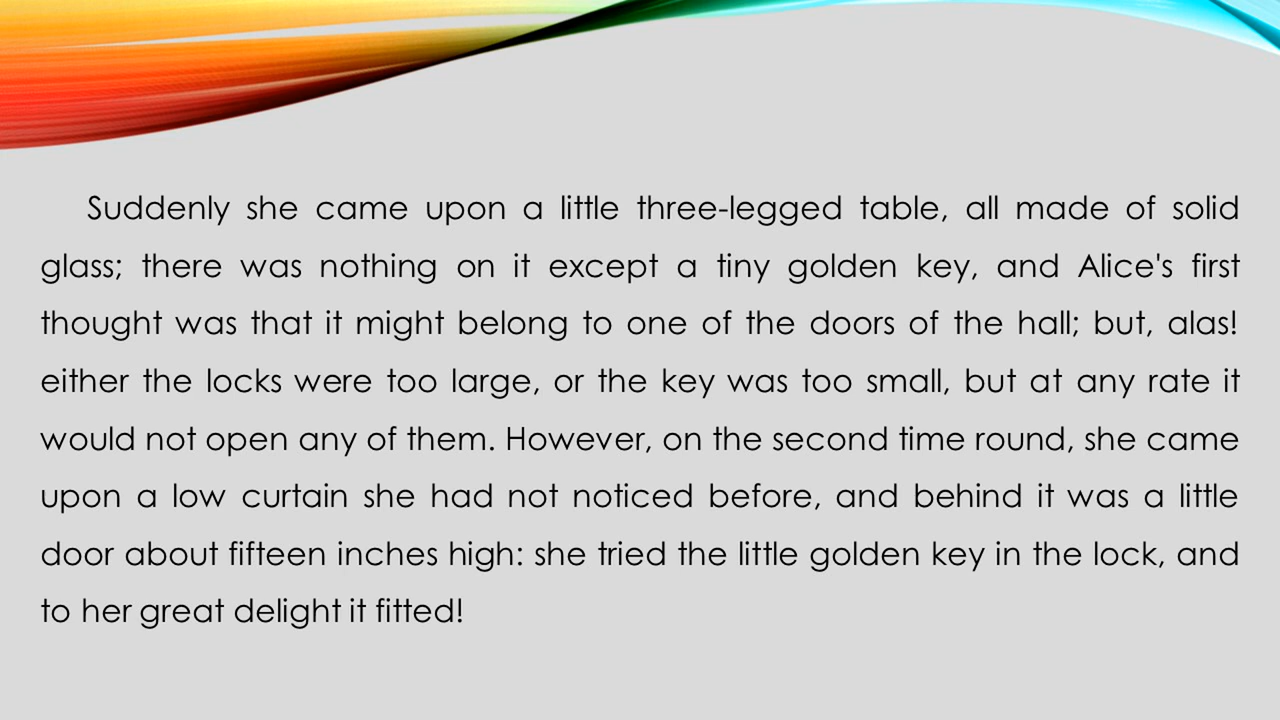 Suddenly she came upon a little three-legged table, all made of solid
glass; there was nothing on it except a tiny golden key, and Alice's first
thought was that it might belong to one of the doors of the hall; but, alas!
either the locks were too large, or the key was too small, but at any rate it
would not open any of them. However, on the second time round, she came
upon a low curtain she had not noticed before, and behind it was a little
door about fifteen inches high: she tried the little golden key in the lock, and
to her great delight it fitted!